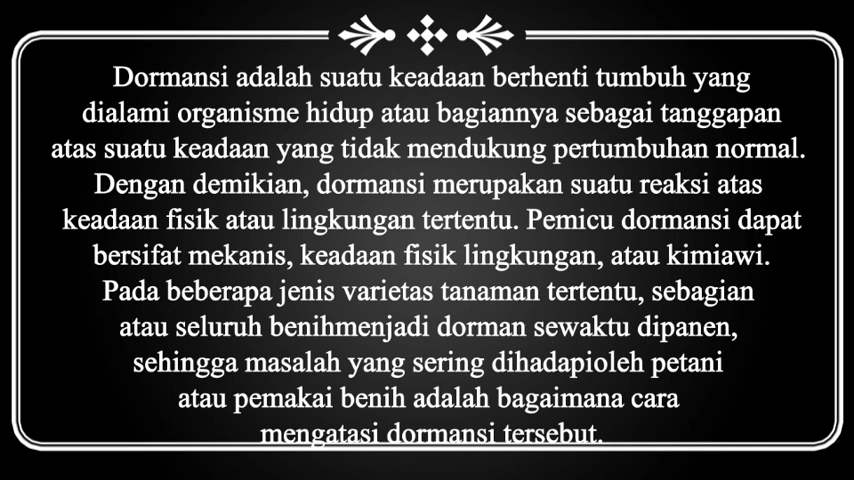 Dormansi adalah suatu keadaan berhenti tumbuh yang
dialami organisme hidup atau bagiannya sebagai tanggapan
atas suatu keadaan yang tidak mendukung pertumbuhan normal.
Dengan demikian, dormansi merupakan suatu reaksi atas
keadaan fisik atau lingkungan tertentu. Pemicu dormansi dapat
bersifat mekanis, keadaan fisik lingkungan, atau kimiawi.
Pada beberapa jenis varietas tanaman tertentu, sebagian
atau seluruh benihmenjadi dorman sewaktu dipanen,
sehingga masalah yang sering dihadapioleh petani
atau pemakai benih adalah bagaimana cara
mengatasi dormansi tersebut.